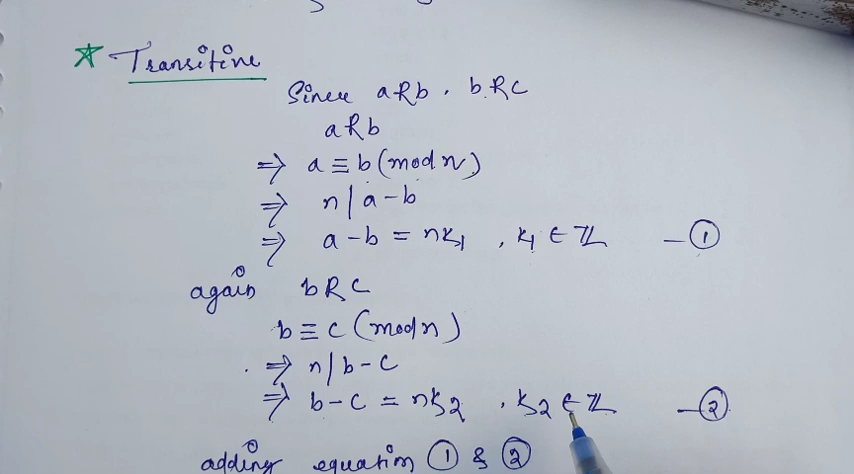 ★ Transitive
Since aRb, bRC
aRb
⇒ a ≡ b (mod n)
⇒ n | a - b
⇒ a - b = nk₁, k₁ ∈ ℤ — ①
again bRC
b ≡ c (mod n)
⇒ n / b - c
⇒ b - c = nk₂, k₂ ∈ ℤ — ②
adding equation ① & ②